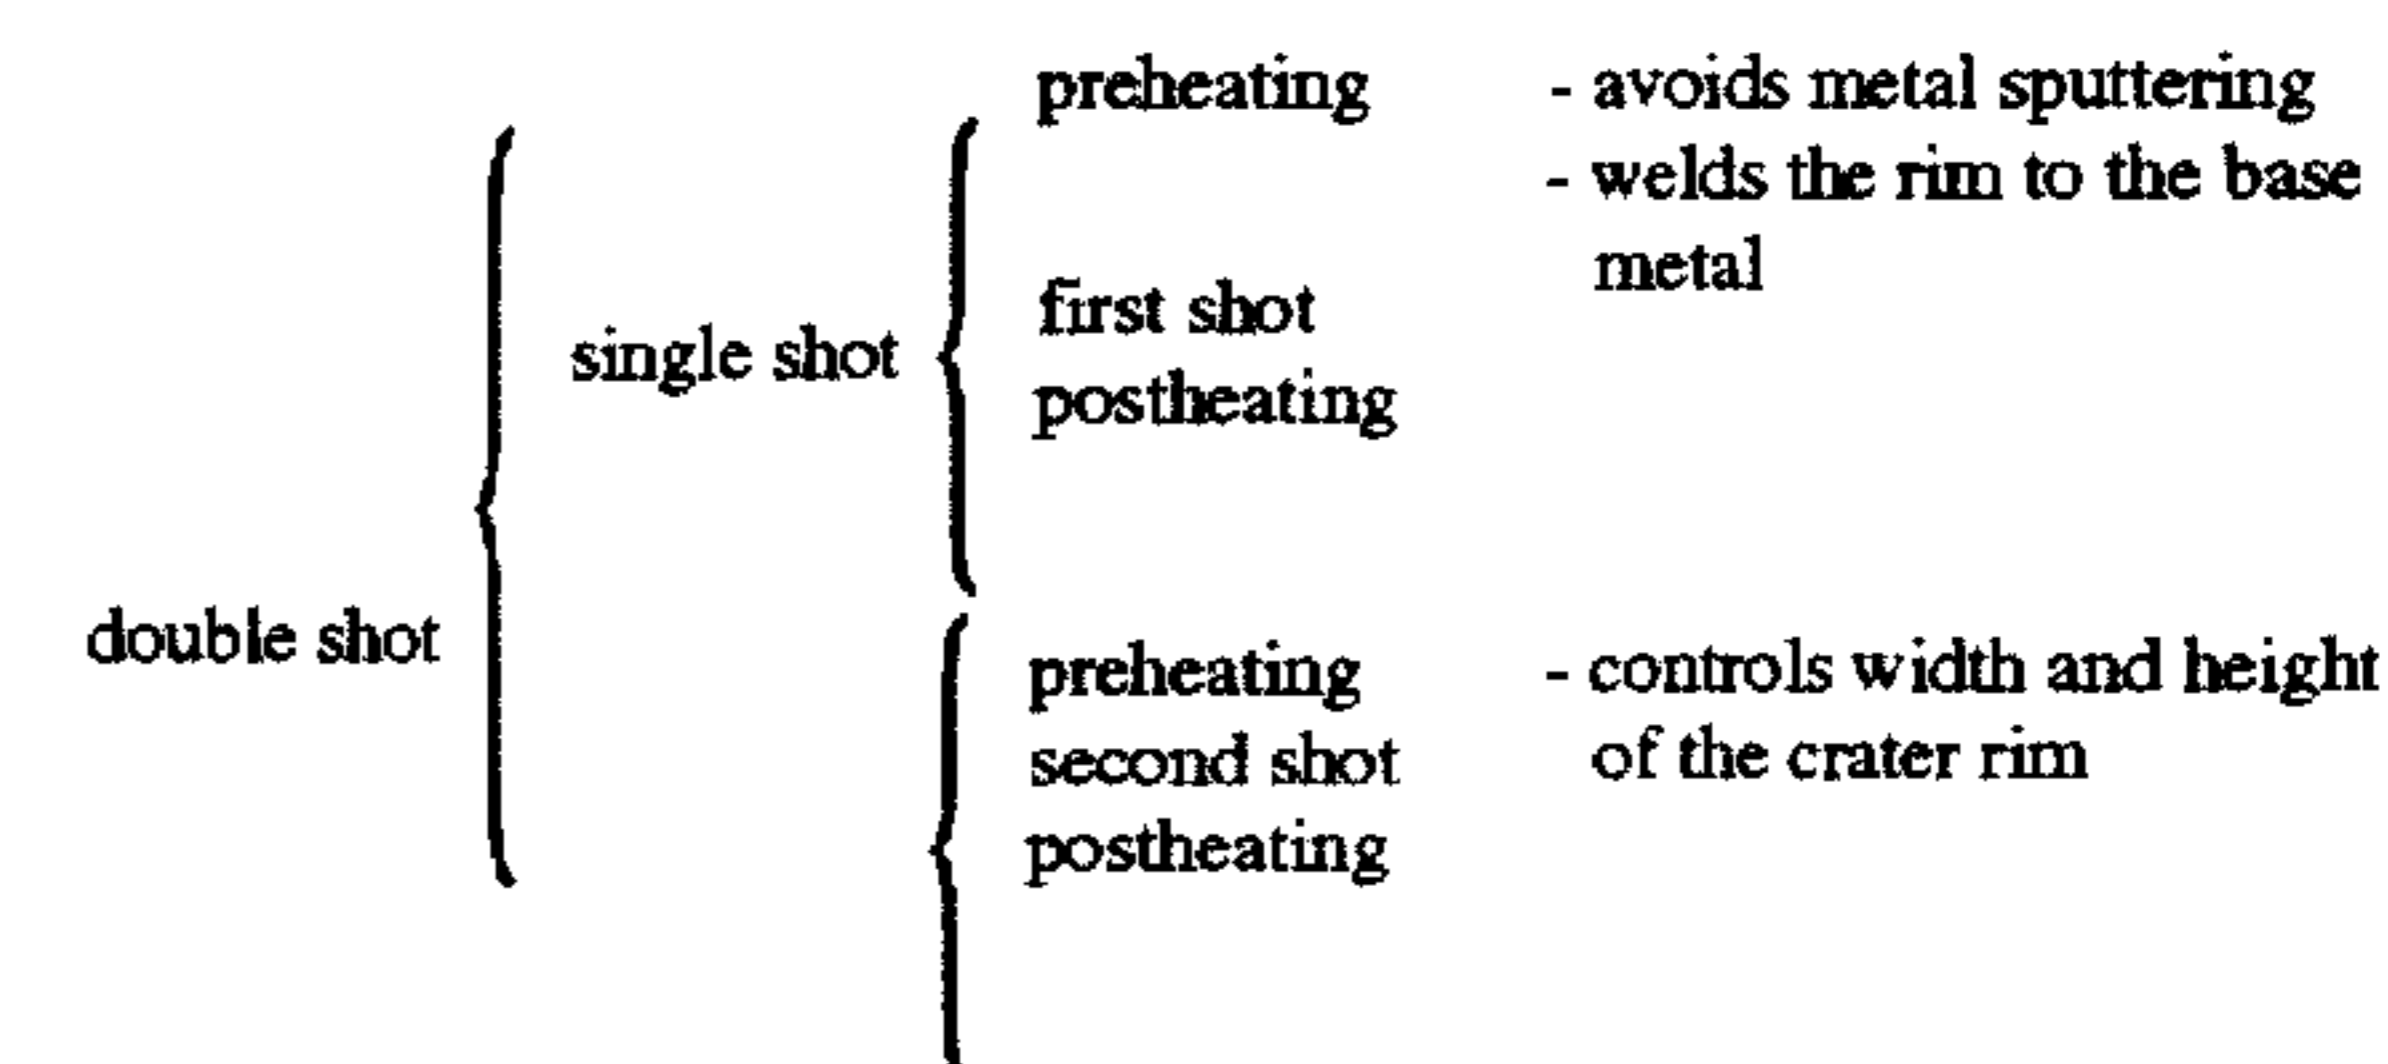 preheating - avoids metal sputtering
- welds the rim to the base
metal
first shot
single shot
postheating
double shot
preheating - controls width and height
second shot of the crater rim
postheating